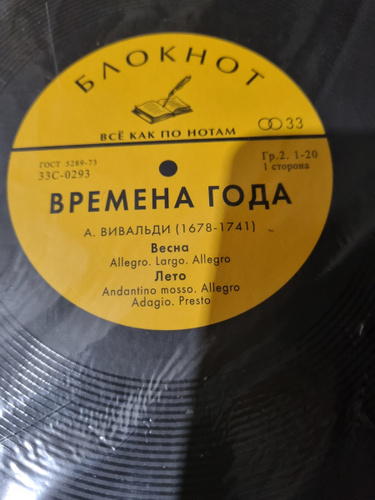 БЛОКНОТ
ВСЁ КАК ПО НОТАМ
33
ГОСТ 5289-73
33С-0293
Гр.2. 1-20
1 сторона
ВРЕМЕНА ГОДА
А. ВИВАЛЬДИ (1678-1741)
Весна
Allegro. Largo. Allegro
Лето
Andantino mosso. Allegro
Adagio. Presto